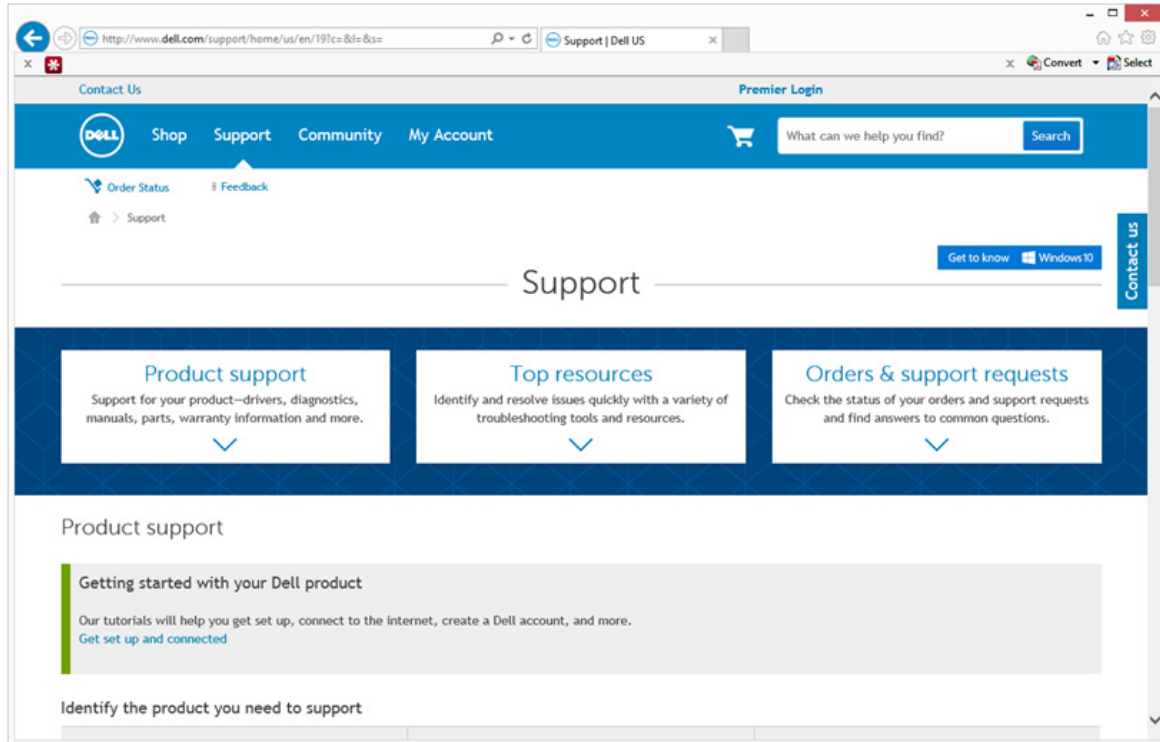 http://www.dell.com/support/home/us/en/19?c=&l=&s=
Support | Dell US
Convert
Select
Contact Us
Premier Login
DELL
Shop
Support
Community
My Account
What can we help you find?
Search
Order Status
Feedback
Support
Contact us
Get to know Windows 10
Support
Product support
Support for your product—drivers, diagnostics,
manuals, parts, warranty information and more.
Top resources
Identify and resolve issues quickly with a variety of
troubleshooting tools and resources.
Orders & support requests
Check the status of your orders and support requests
and find answers to common questions.
Product support
Getting started with your Dell product
Our tutorials will help you get set up, connect to the internet, create a Dell account, and more.
Get set up and connected
Identify the product you need to support